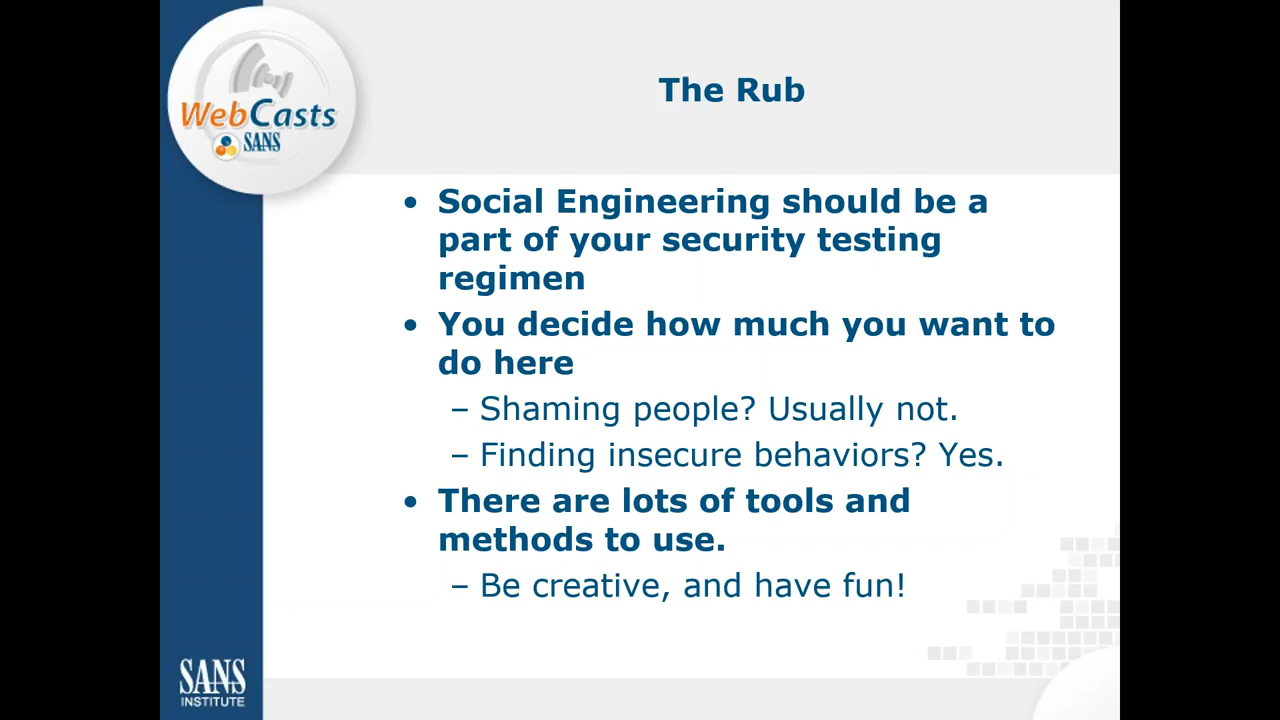 WebCasts
SANS
The Rub
• Social Engineering should be a
part of your security testing
regimen
• You decide how much you want to
do here
– Shaming people? Usually not.
– Finding insecure behaviors? Yes.
• There are lots of tools and
methods to use.
– Be creative, and have fun!
SANS
INSTITUTE